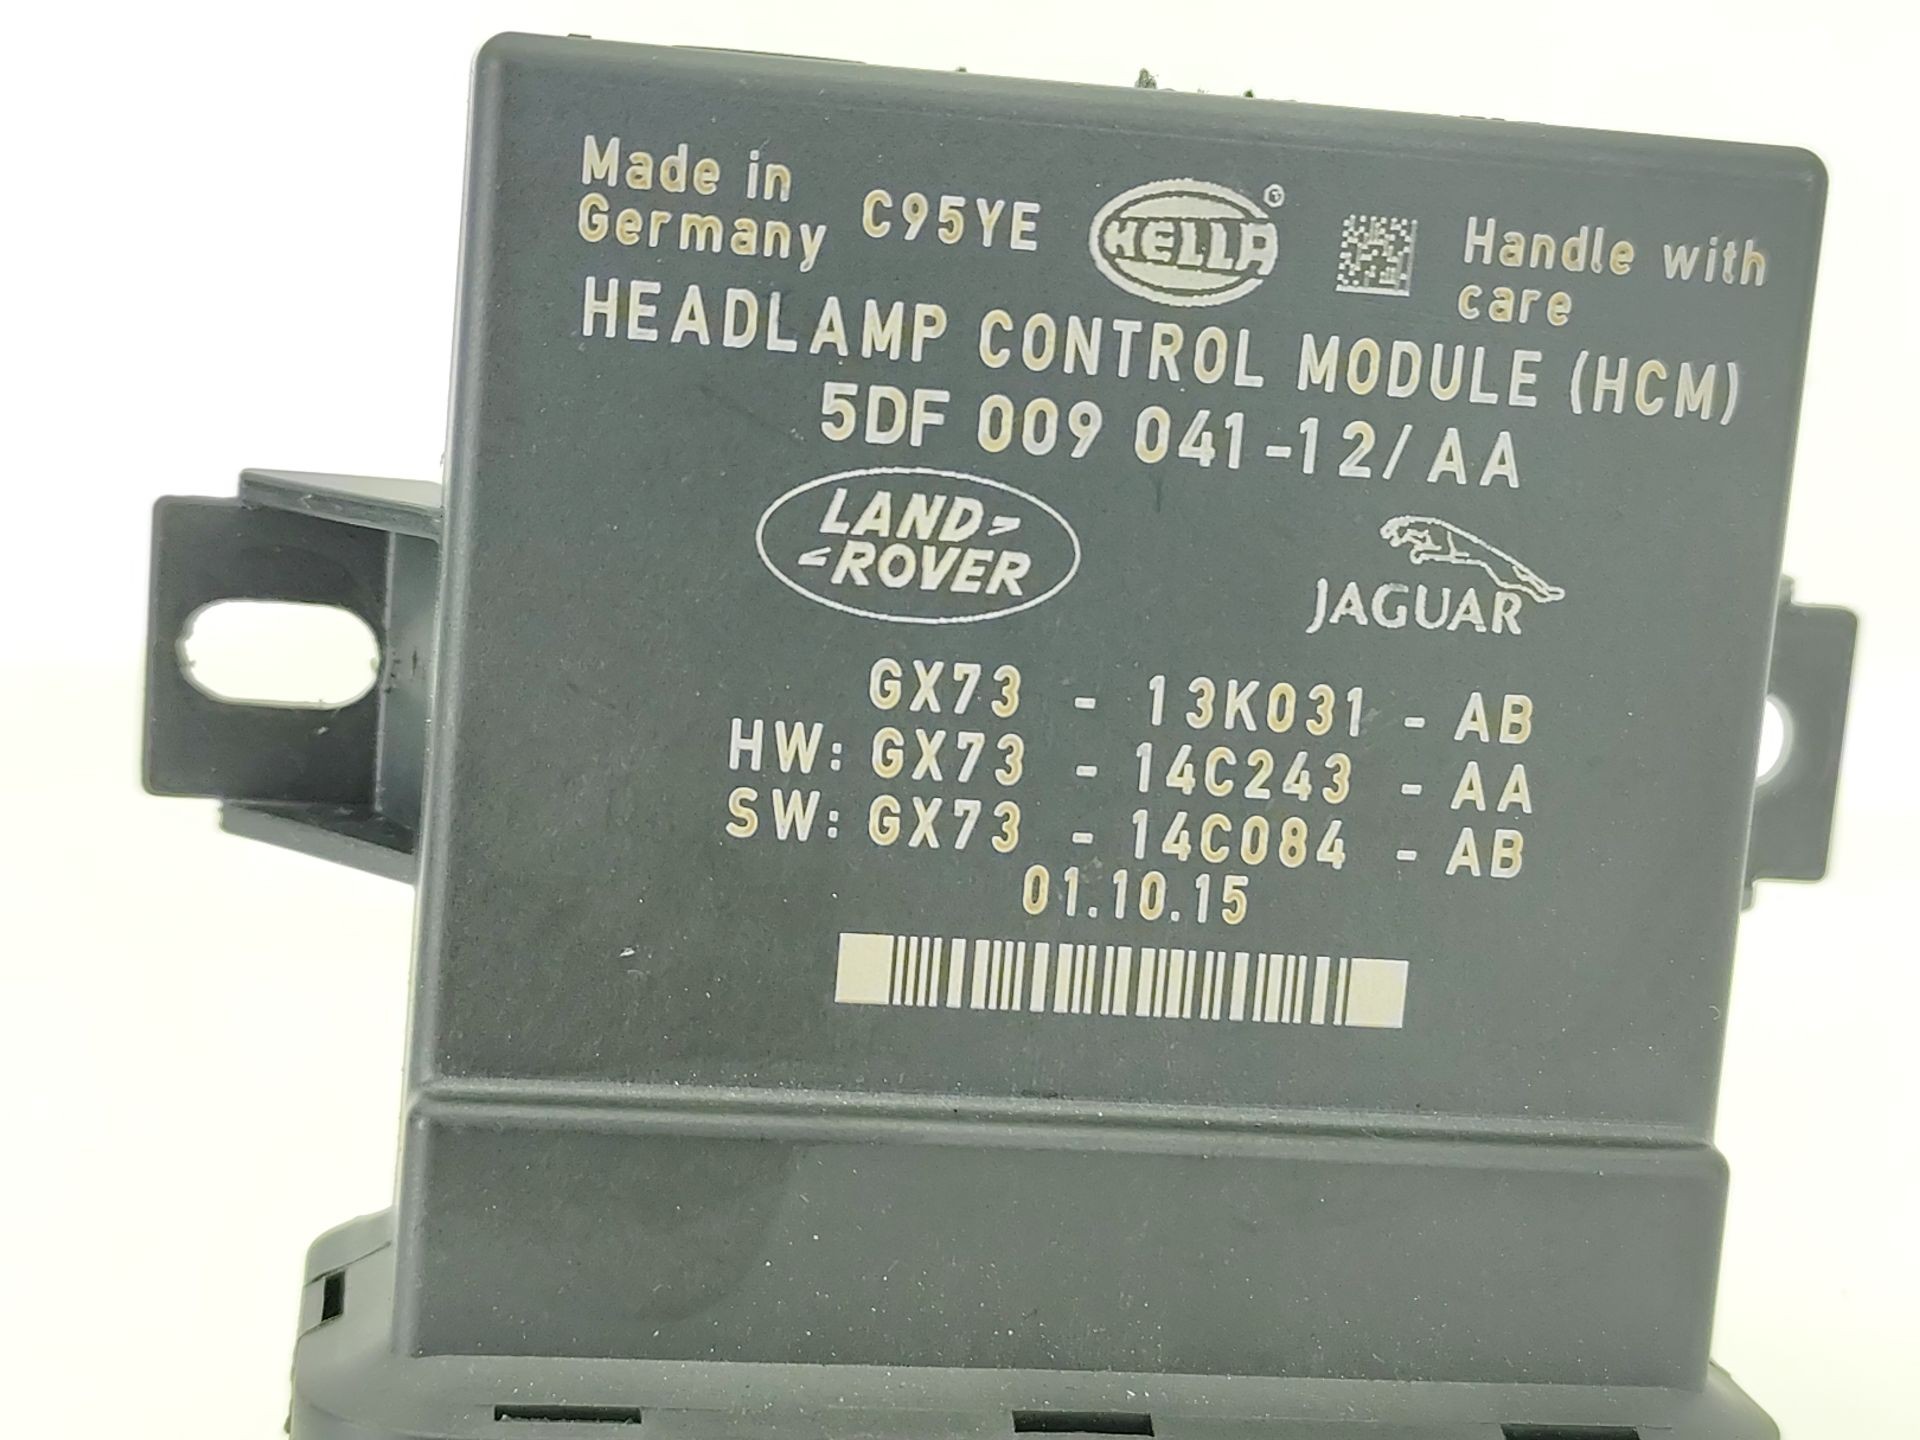 Made in
Germany
C95YE
HELLA ®
Handle with
care
HEADLAMP CONTROL MODULE (HCM)
5DF 009 041-12/AA
LAND
ROVER
JAGUAR
GX73 - 13K031 - AB
HW: GX73 - 14C243 - AA
SW: GX73 - 14C084 - AB
01.10.15